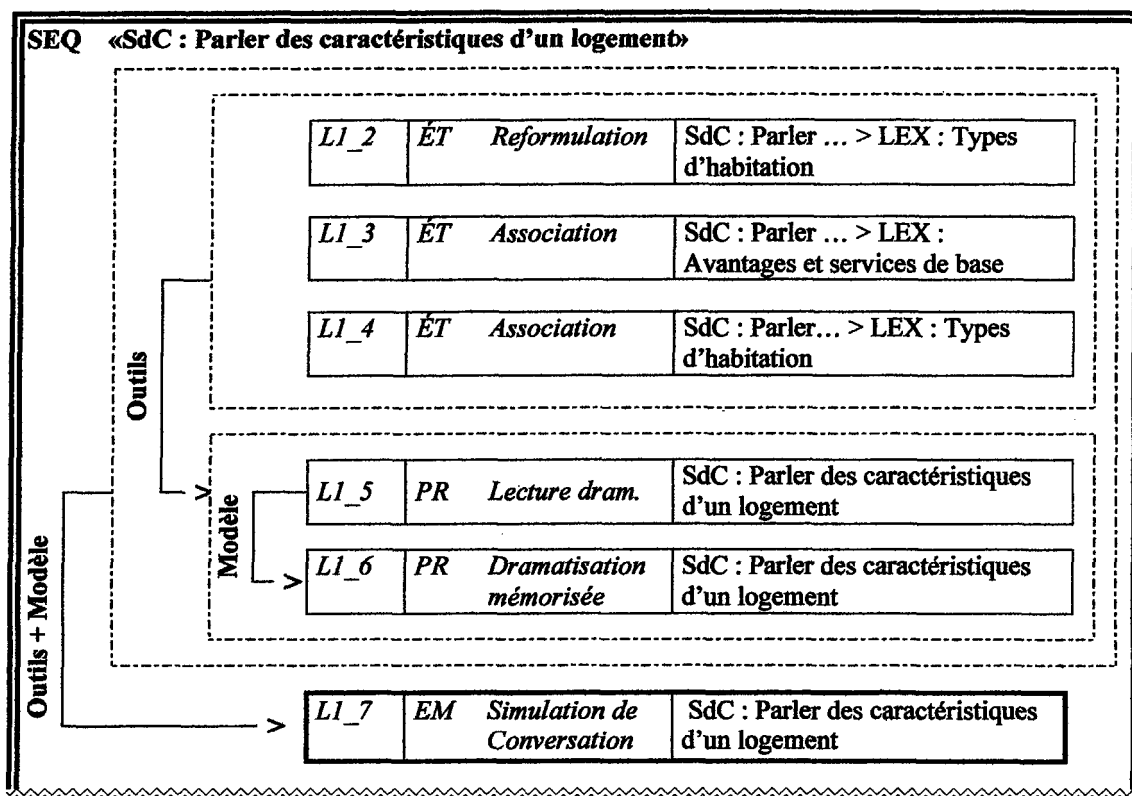 SEQ «SdC : Parler des caractéristiques d'un logement»
L1_2 ÉT Reformulation SdC : Parler … > LEX : Types
d'habitation
L1_3 ÉT Association SdC : Parler … > LEX :
Avantages et services de base
L1_4 ÉT Association SdC : Parler… > LEX : Types
d'habitation
Outils
L1_5 PR Lecture dram. SdC : Parler des caractéristiques
d'un logement
Modèle
L1_6 PR Dramatisation SdC : Parler des caractéristiques
mémorisée d'un logement
Outils + Modèle
L1_7 EM Simulation de SdC : Parler des caractéristiques
Conversation d'un logement